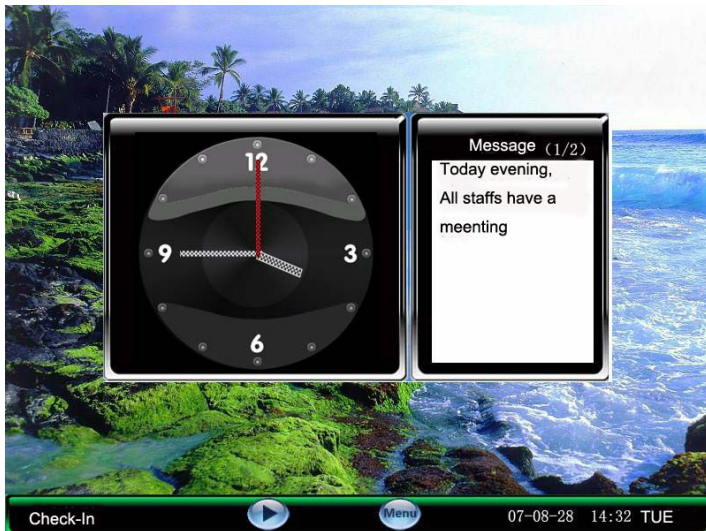 12
9
3
6
Message (1/2)
Today evening,
All staffs have a
meenting
Check-In
Menu
07-08-28 14:32 TUE